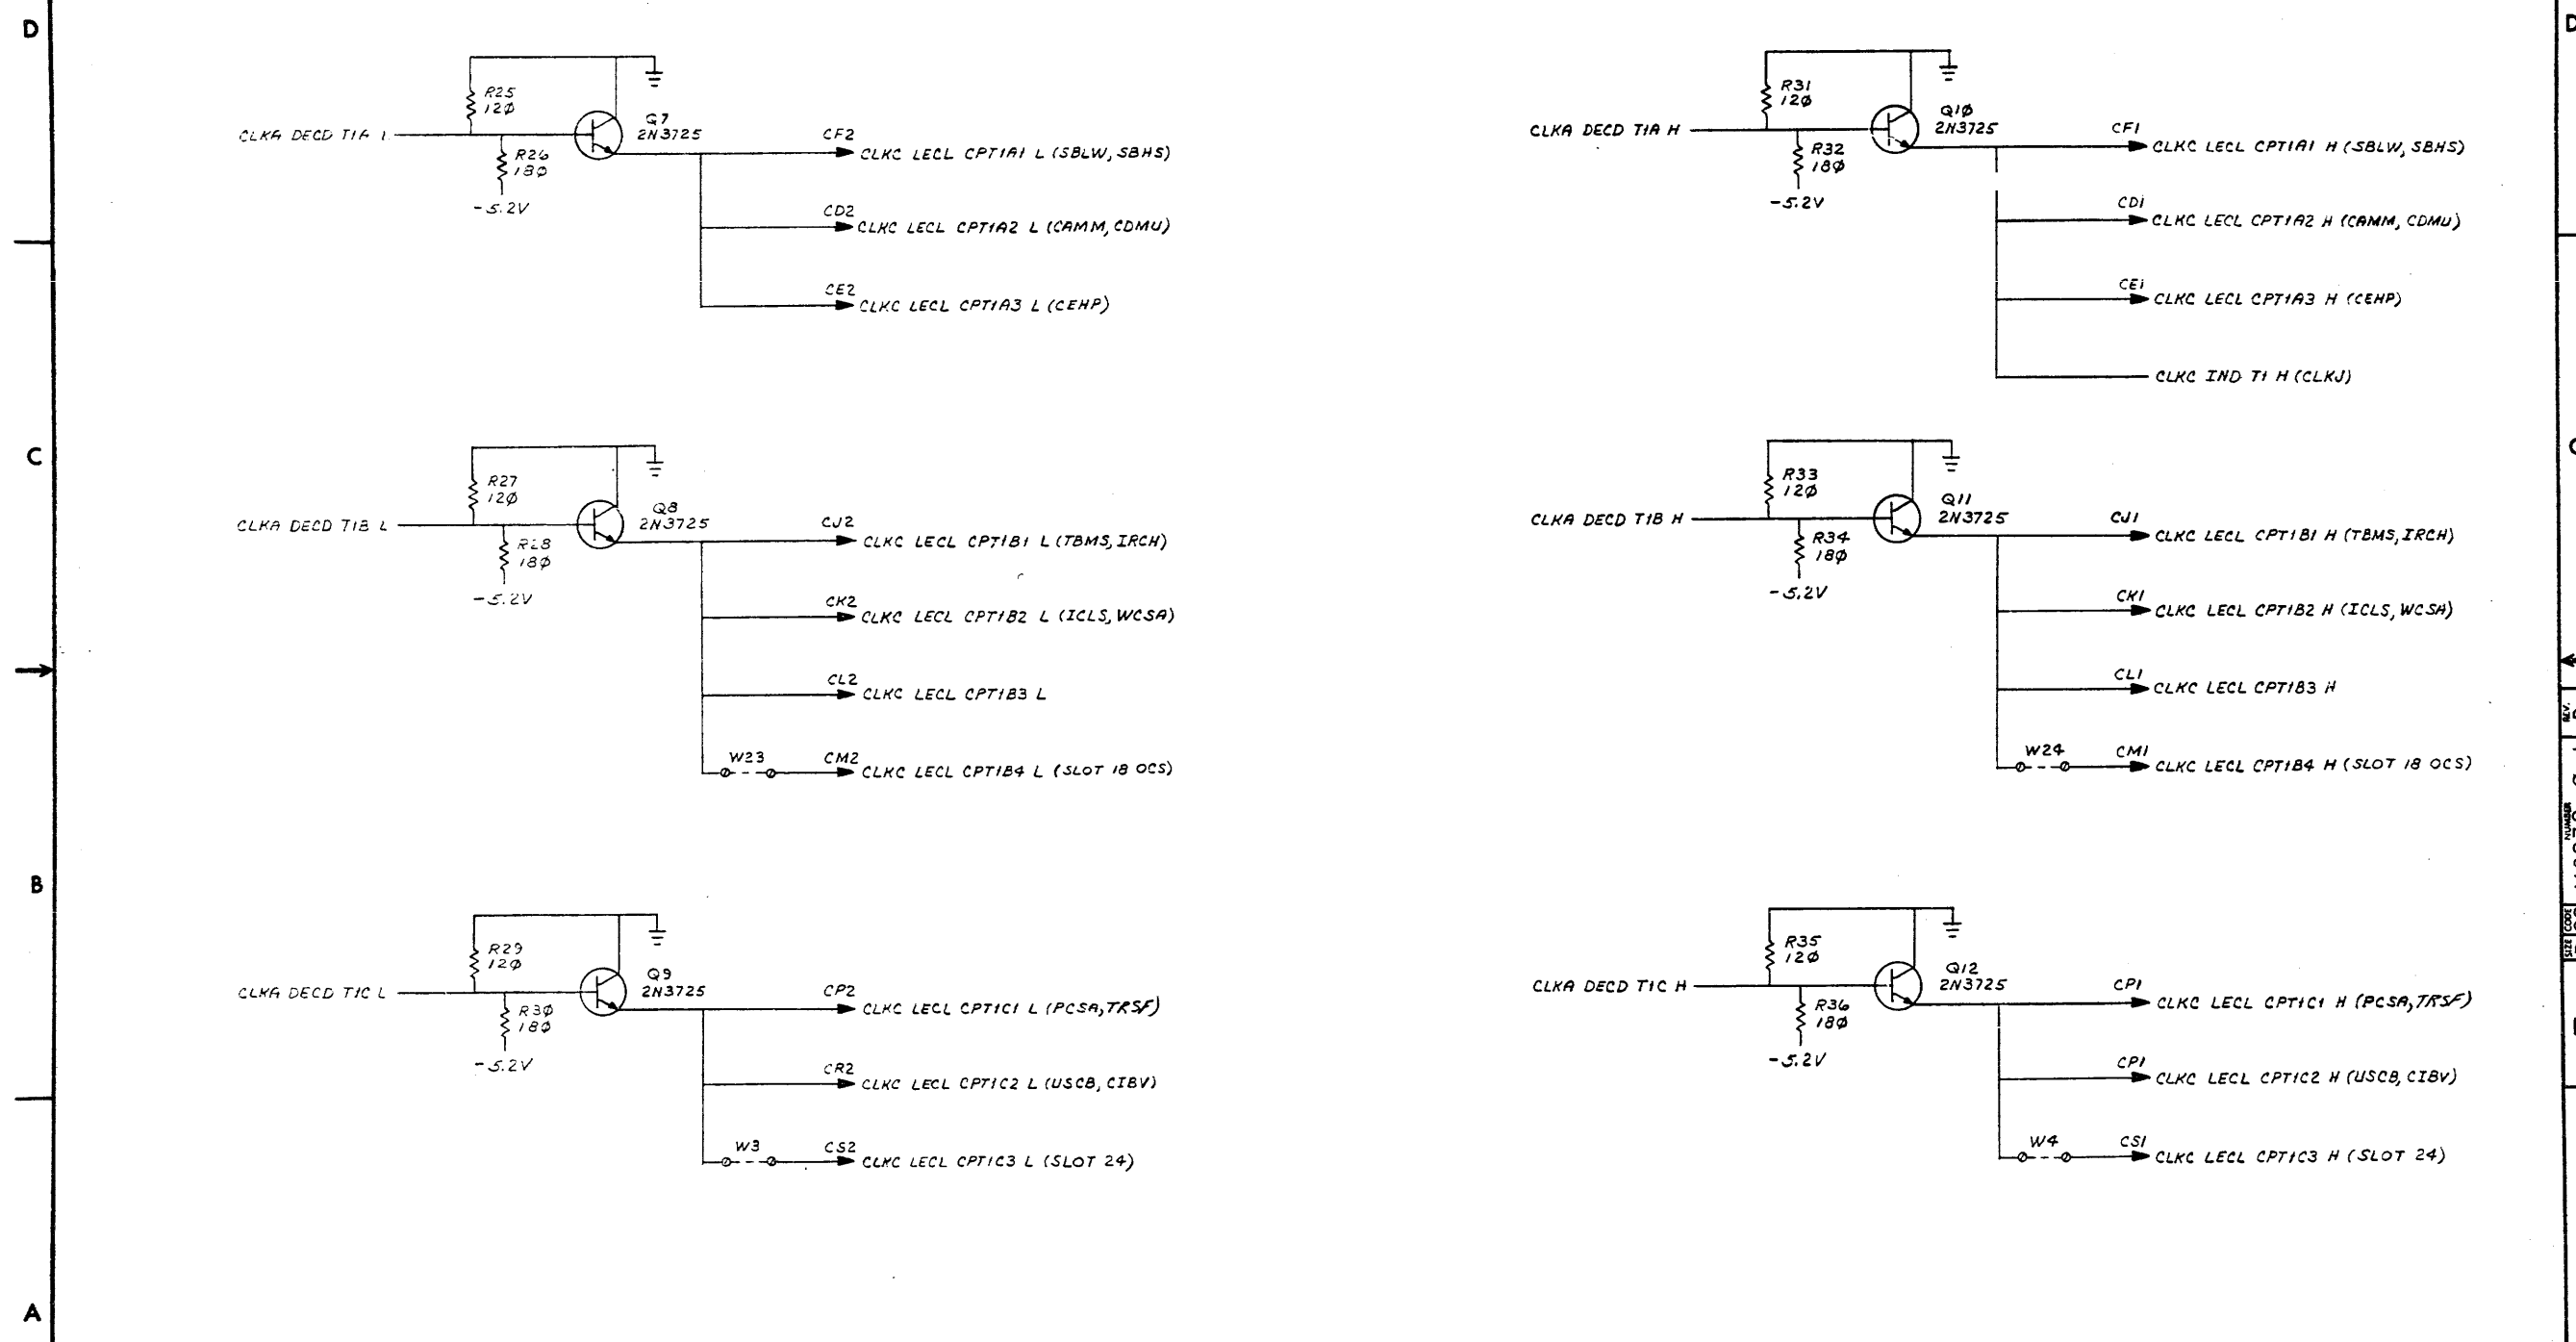 D
R25
12Ø
CLKA DECD T1A L
Q7
2N3725
R26
18Ø
-5.2V
CF2
CLKC LECL CPT1A1 L (SBLW, SBHS)
CD2
CLKC LECL CPT1A2 L (CAMM, CDMU)
CE2
CLKC LECL CPT1A3 L (CEHP)
D
R31
12Ø
CLKA DECD T1A H
Q1Ø
2N3725
R32
18Ø
-5.2V
CF1
CLKC LECL CPT1A1 H (SBLW, SBHS)
CD1
CLKC LECL CPT1A2 H (CAMM, CDMU)
CE1
CLKC LECL CPT1A3 H (CEHP)
CLKC IND T1 H (CLKJ)
C
R27
12Ø
CLKA DECD T1B L
Q8
2N3725
R28
18Ø
-5.2V
CJ2
CLKC LECL CPT1B1 L (TBMS, IRCH)
CK2
CLKC LECL CPT1B2 L (ICLS, WCSA)
CL2
CLKC LECL CPT1B3 L
W23
CM2
CLKC LECL CPT1B4 L (SLOT 18 OCS)
R33
12Ø
CLKA DECD T1B H
Q11
2N3725
R34
18Ø
-5.2V
CJ1
CLKC LECL CPT1B1 H (TBMS, IRCH)
CK1
CLKC LECL CPT1B2 H (ICLS, WCSA)
CL1
CLKC LECL CPT1B3 H
W24
CM1
CLKC LECL CPT1B4 H (SLOT 18 OCS)
REV.
NUMBER
SIZE CODE
B
R29
12Ø
CLKA DECD T1C L
Q9
2N3725
R3Ø
18Ø
-5.2V
CP2
CLKC LECL CPT1C1 L (PCSA, TRSF)
CR2
CLKC LECL CPT1C2 L (USCB, CIBV)
W3
CS2
CLKC LECL CPT1C3 L (SLOT 24)
R35
12Ø
CLKA DECD T1C H
Q12
2N3725
R36
18Ø
-5.2V
CP1
CLKC LECL CPT1C1 H (PCSA, TRSF)
CP1
CLKC LECL CPT1C2 H (USCB, CIBV)
W4
CS1
CLKC LECL CPT1C3 H (SLOT 24)
A